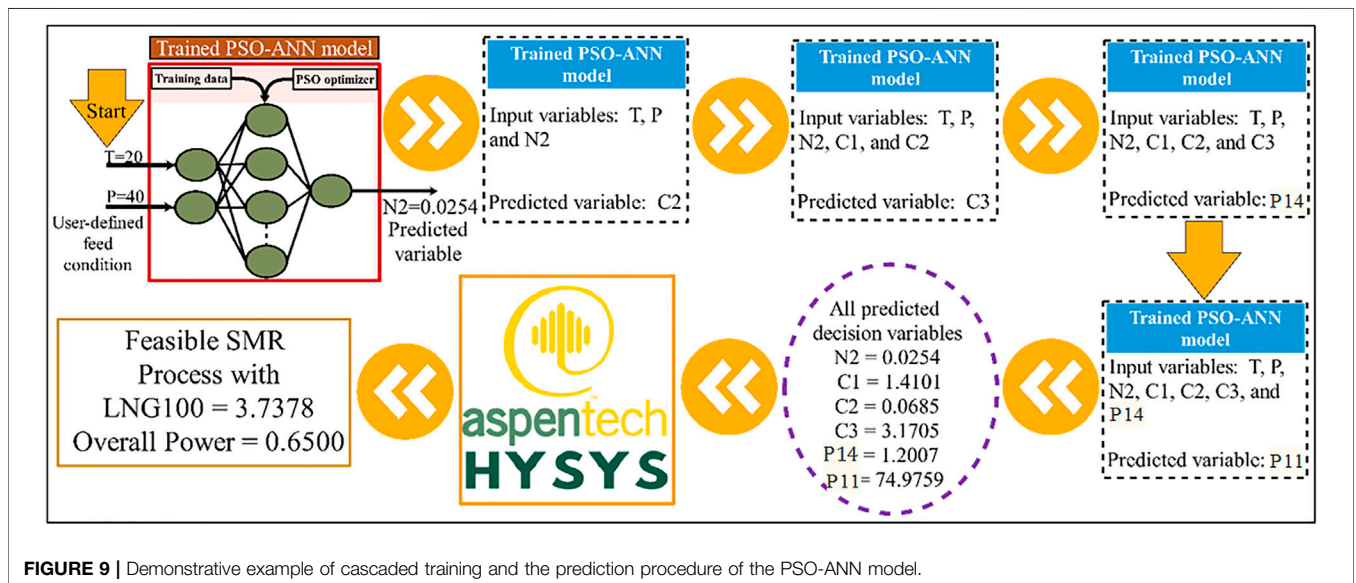 Trained PSO-ANN model
Training data
PSO optimizer
Start
T=20
P=40
User-defined
feed
condition
N2=0.0254
Predicted
variable
Trained PSO-ANN
model
Input variables: T, P
and N2
Predicted variable: C2
Trained PSO-ANN
model
Input variables: T, P,
N2, C1, and C2
Predicted variable: C3
Trained PSO-ANN
model
Input variables: T, P,
N2, C1, C2, and C3
Predicted variable: P14
Trained PSO-ANN
model
Input variables: T, P,
N2, C1, C2, C3, and
P14
Predicted variable: P11
All predicted
decision variables
N2 = 0.0254
C1 = 1.4101
C2 = 0.0685
C3 = 3.1705
P14 = 1.2007
P11= 74.9759
aspentech
HYSYS
Feasible SMR
Process with
LNG100 = 3.7378
Overall Power = 0.6500
FIGURE 9 | Demonstrative example of cascaded training and the prediction procedure of the PSO-ANN model.